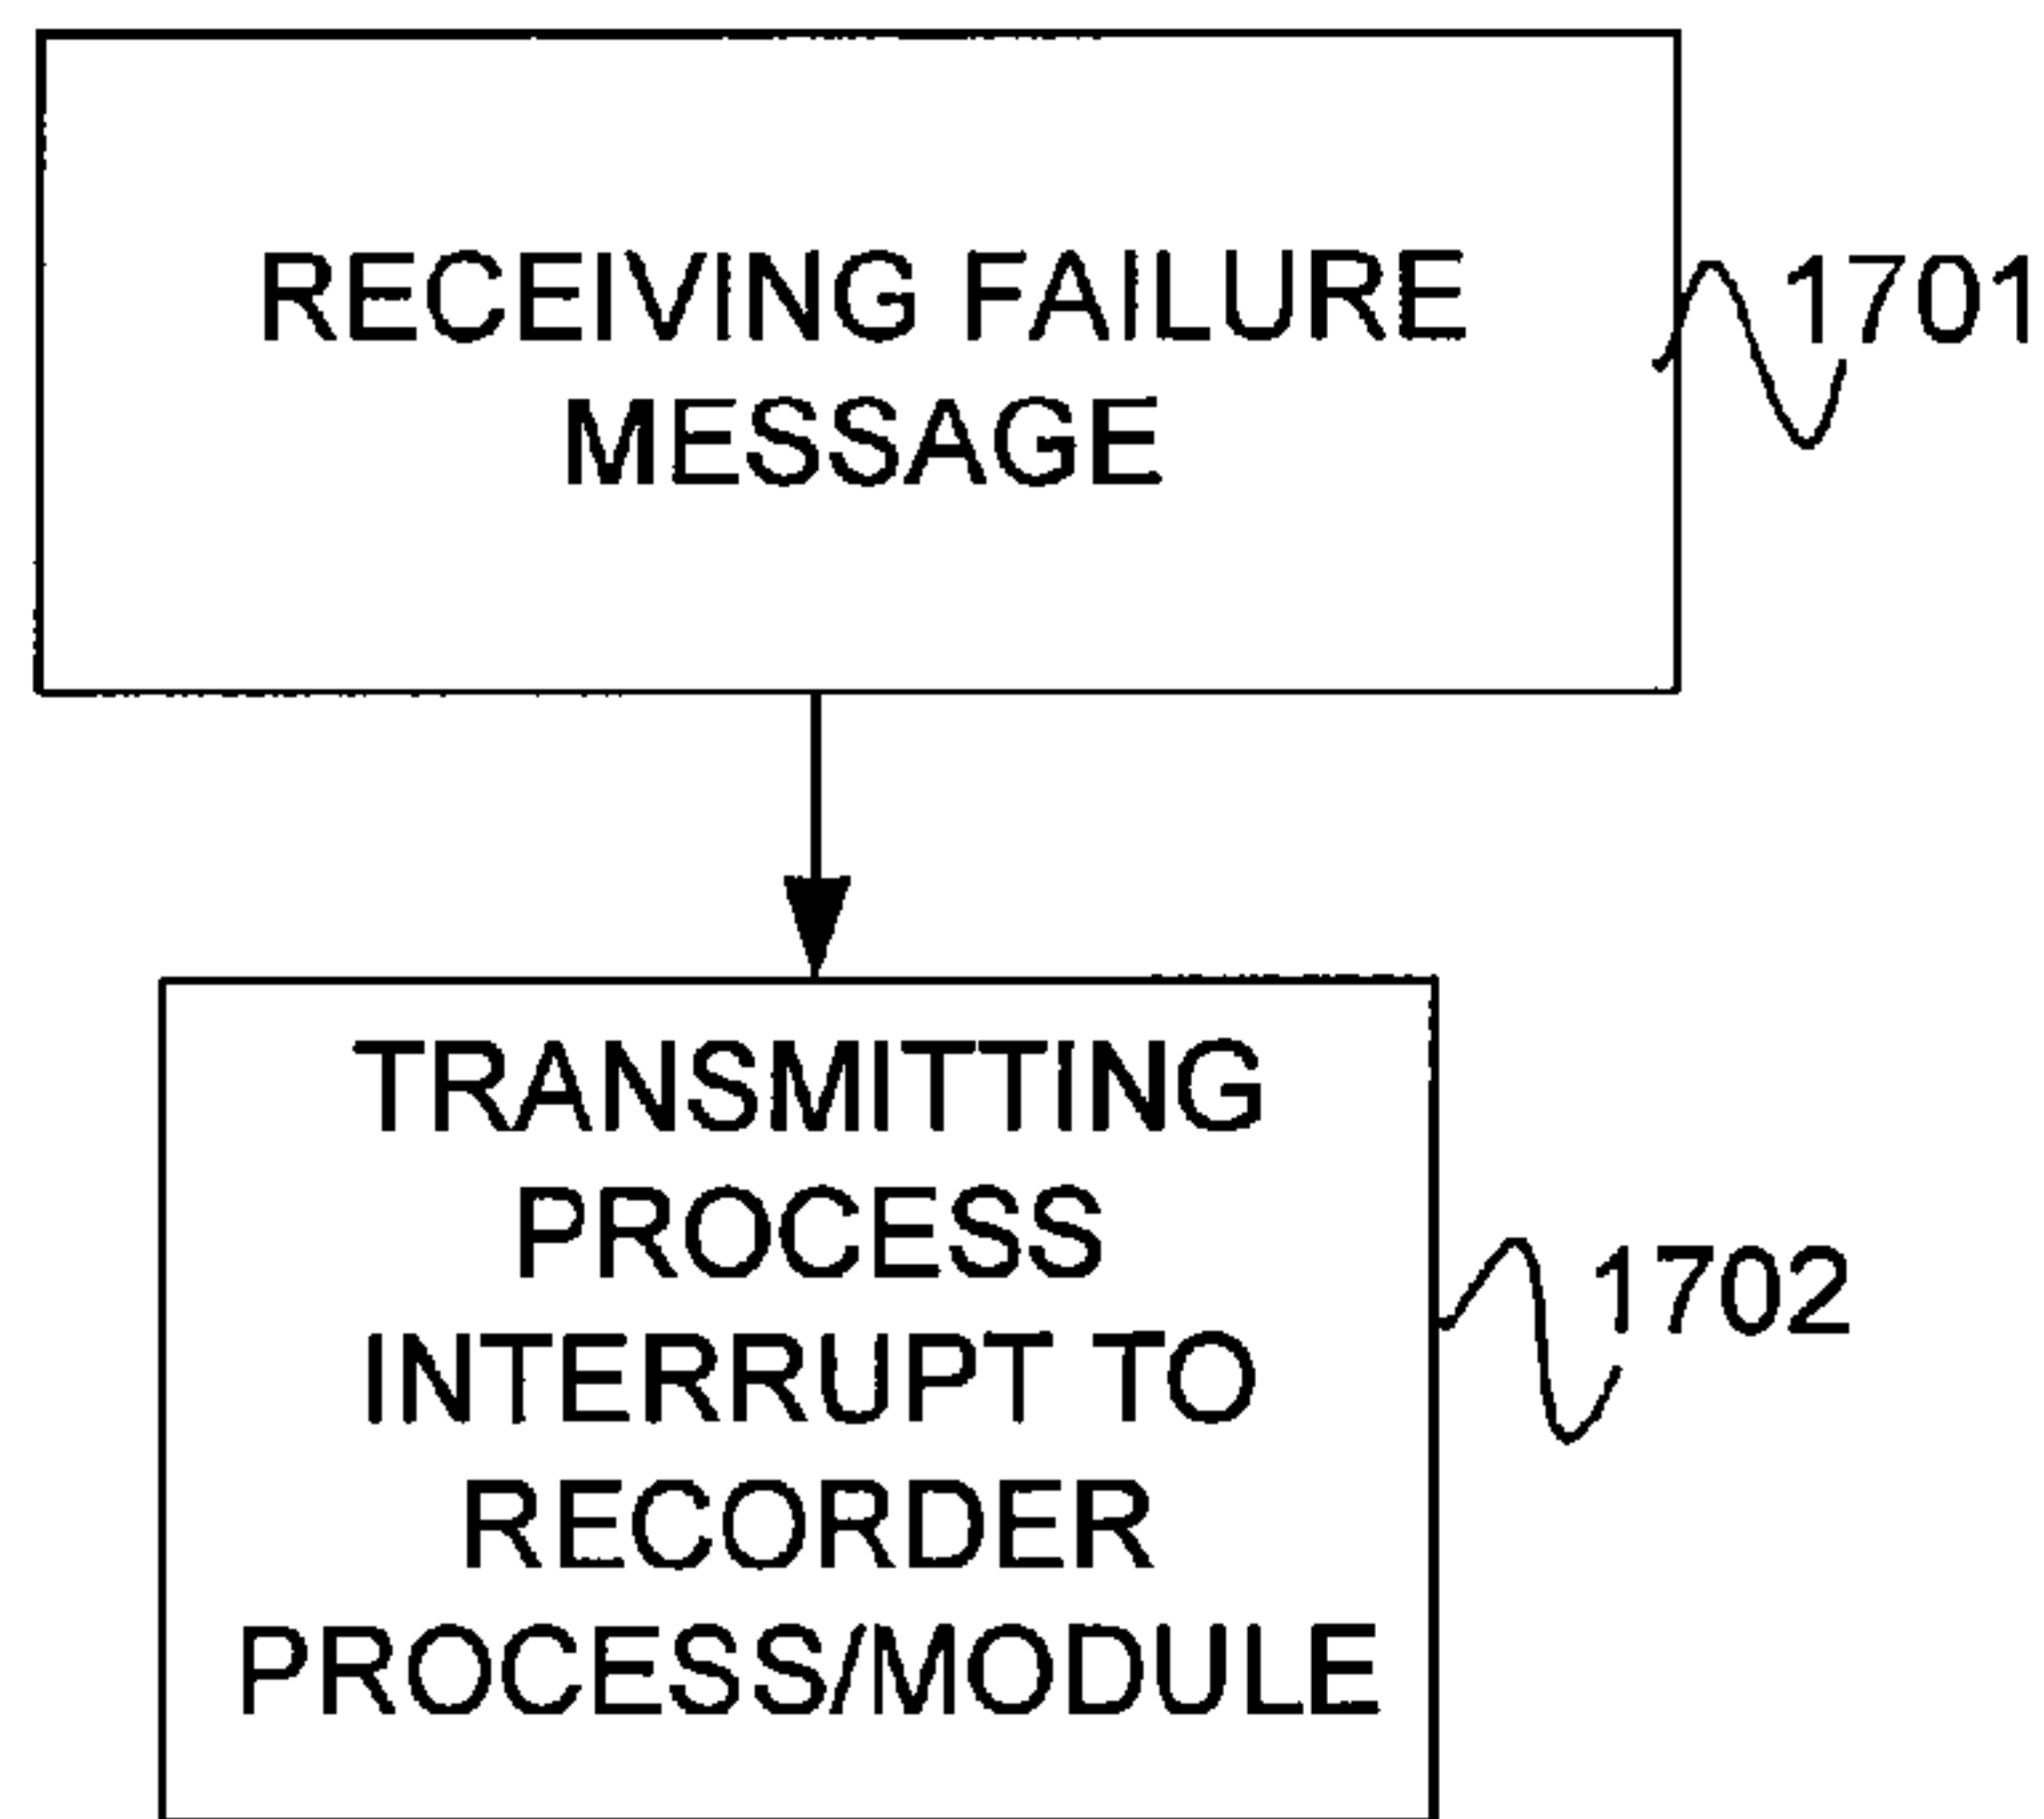 RECEIVING FAILURE
MESSAGE
1701
TRANSMITTING
PROCESS
INTERRUPT TO
RECORDER
PROCESS/MODULE
1702